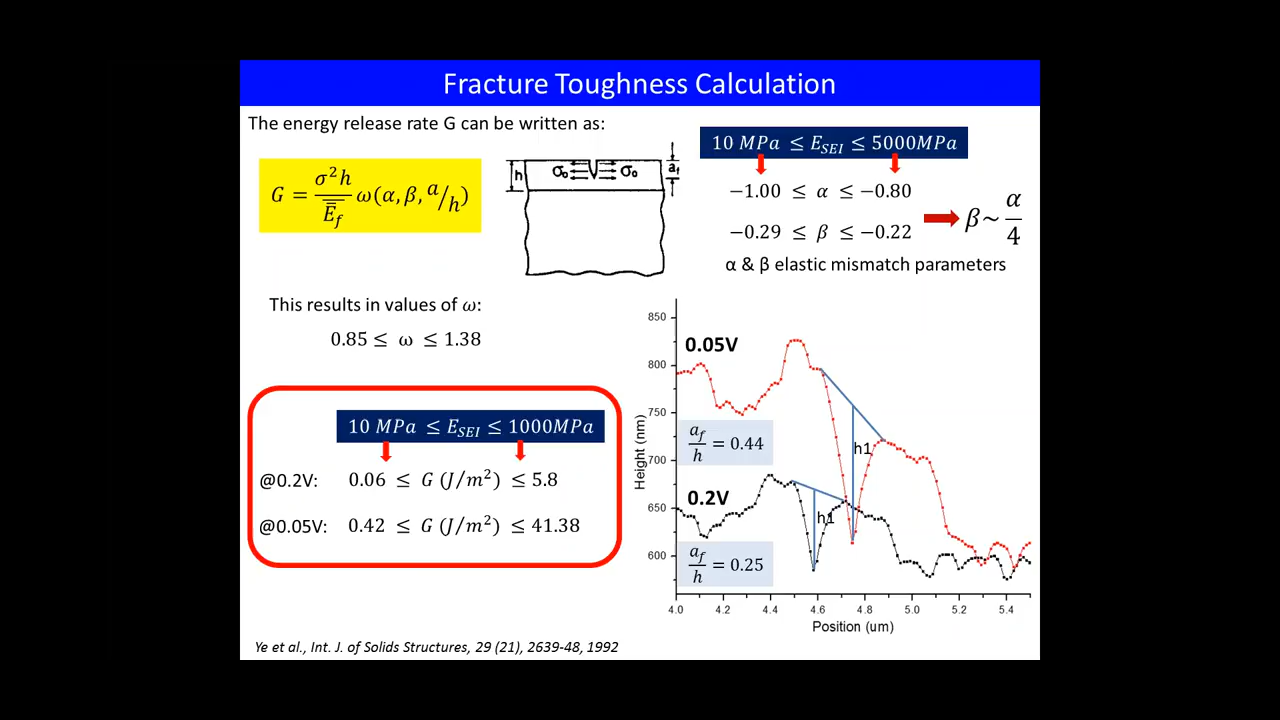 Fracture Toughness Calculation
The energy release rate G can be written as:
G = σ²h / E̿_f ω(α, β, a/h)
h σ₀ σ₀ a_f
10 MPa ≤ E_SEI ≤ 5000MPa
−1.00 ≤ α ≤ −0.80
−0.29 ≤ β ≤ −0.22
β~ α/4
α & β elastic mismatch parameters
This results in values of ω:
0.85 ≤ ω ≤ 1.38
10 MPa ≤ E_SEI ≤ 1000MPa
@0.2V: 0.06 ≤ G (J/m²) ≤ 5.8
@0.05V: 0.42 ≤ G (J/m²) ≤ 41.38
Height (nm)
850
800
750
700
650
600
0.05V
a_f/h = 0.44
h1
0.2V
h1
a_f/h = 0.25
4.0 4.2 4.4 4.6 4.8 5.0 5.2 5.4
Position (um)
Ye et al., Int. J. of Solids Structures, 29 (21), 2639-48, 1992